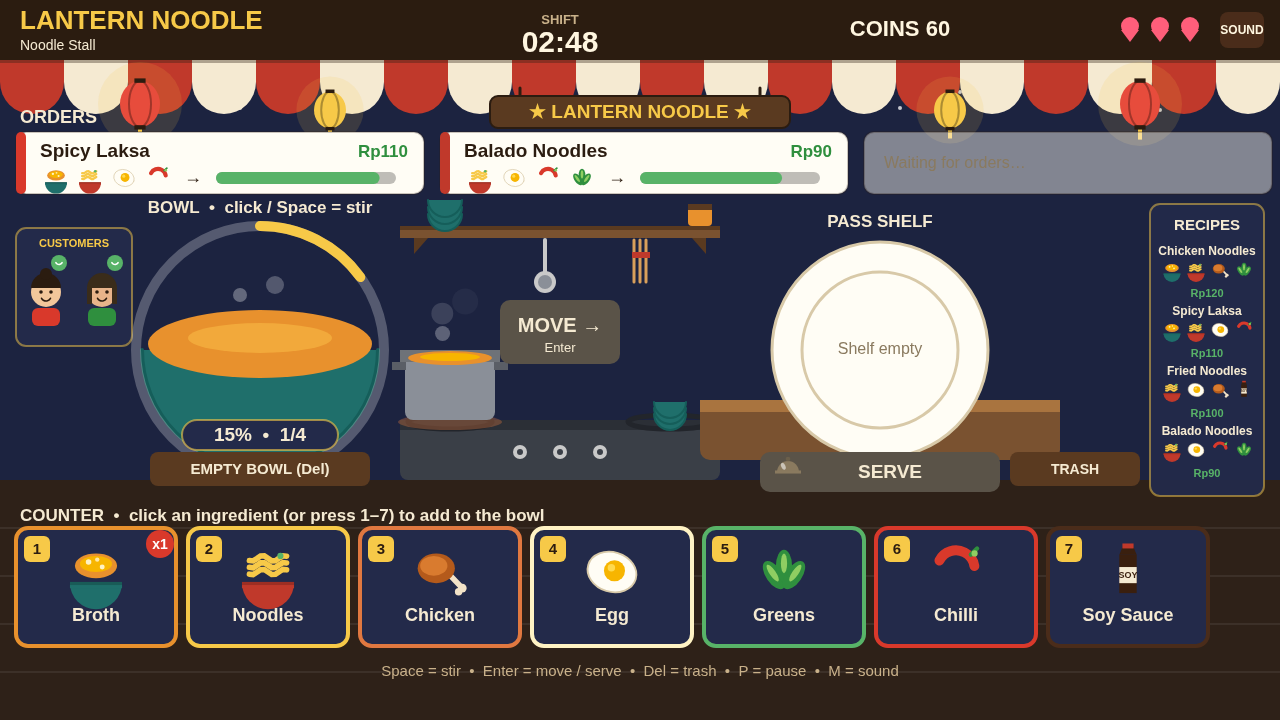 LANTERN NOODLE
Noodle Stall
SHIFT
02:48
COINS 60
SOUND
ORDERS
★ LANTERN NOODLE ★
Spicy Laksa
Rp110
→
Balado Noodles
Rp90
→
Waiting for orders...
BOWL • click / Space = stir
CUSTOMERS
15% • 1/4
EMPTY BOWL (Del)
MOVE →
Enter
PASS SHELF
Shelf empty
SERVE
TRASH
RECIPES
Chicken Noodles
Rp120
Spicy Laksa
Rp110
Fried Noodles
Rp100
Balado Noodles
Rp90
COUNTER • click an ingredient (or press 1–7) to add to the bowl
1
x1
Broth
2
Noodles
3
Chicken
4
Egg
5
Greens
6
Chilli
7
SOY
Soy Sauce
Space = stir • Enter = move / serve • Del = trash • P = pause • M = sound